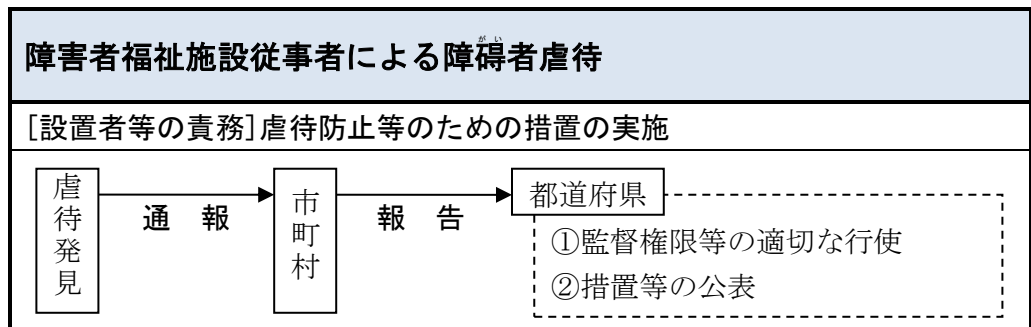 障害者福祉施設従事者による障碍者虐待
がい
[設置者等の責務]虐待防止等のための措置の実施
虐待発見
通 報
市町村
報 告
都道府県
①監督権限等の適切な行使
②措置等の公表